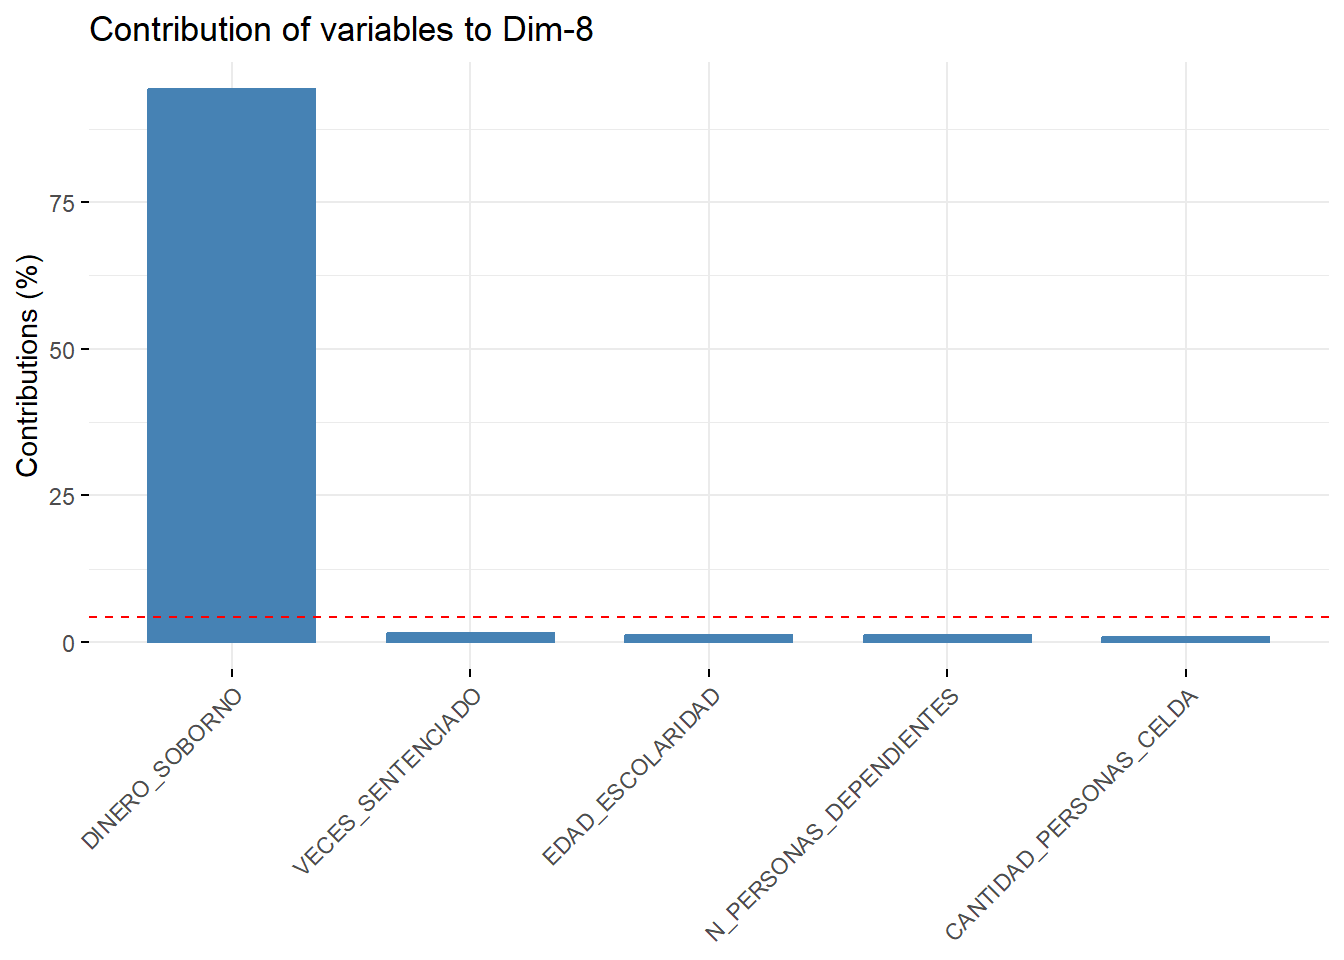 Contribution of variables to Dim-8
Contributions (%)
75
50
25
0
DINERO_SOBORNO
VECES_SENTENCIADO
EDAD_ESCOLARIDAD
N_PERSONAS_DEPENDIENTES
CANTIDAD_PERSONAS_CELDA